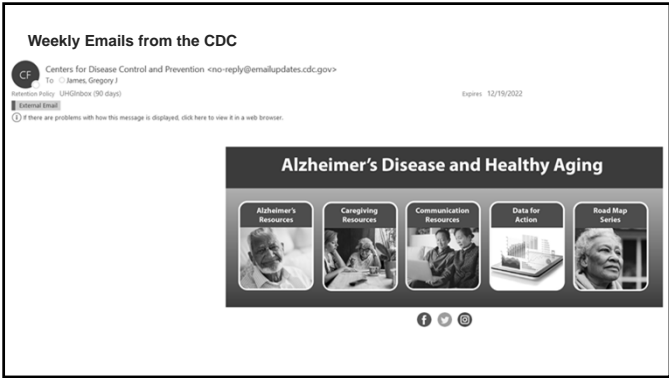 Weekly Emails from the CDC
CF
Centers for Disease Control and Prevention <no-reply@emailupdates.cdc.gov>
To James, Gregory J
Retention Policy UHGInbox (90 days) Expires 12/19/2022
External Email
If there are problems with how this message is displayed, click here to view it in a web browser.
Alzheimer's Disease and Healthy Aging
Alzheimer's
Resources
Caregiving
Resources
Communication
Resources
Data for
Action
Road Map
Series